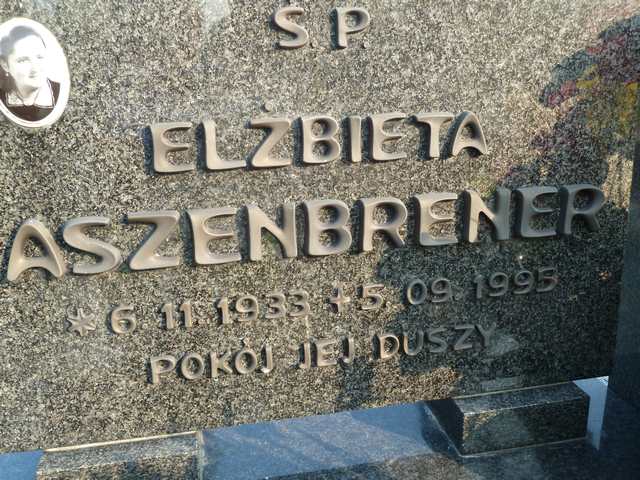 Ś P
ELŻBIETA
ASZENBRENER
* 6. 11. 1933 + 5. 09. 1995
POKÓJ JEJ DUSZY